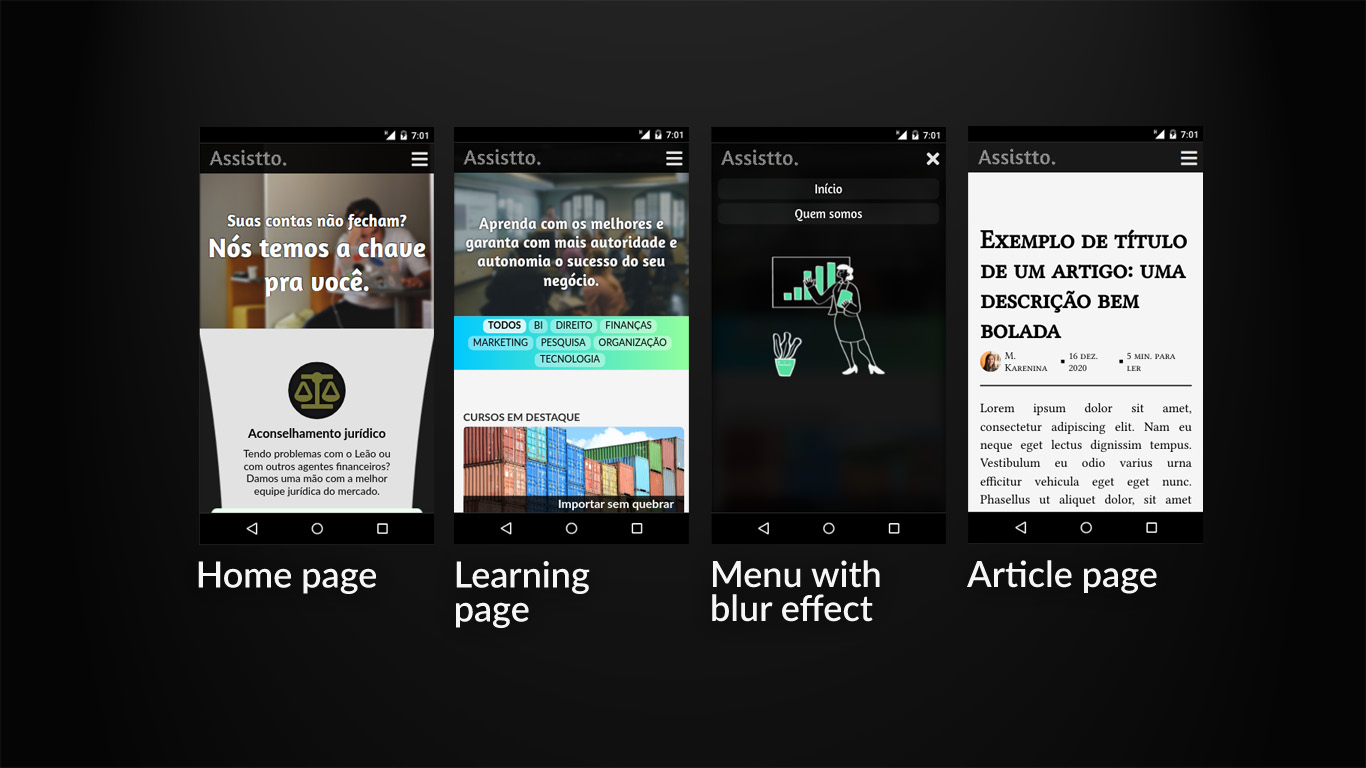 7:01
Assistto.
Suas contas não fecham?
Nós temos a chave
pra você.
Aconselhamento jurídico
Tendo problemas com o Leão ou
com outros agentes financeiros?
Damos uma mão com a melhor
equipe jurídica do mercado.
Home page
7:01
Assistto.
Aprenda com os melhores e
garanta com mais autoridade e
autonomia o sucesso do seu
negócio.
TODOS BI DIREITO FINANÇAS
MARKETING PESQUISA ORGANIZAÇÃO
TECNOLOGIA
CURSOS EM DESTAQUE
Importar sem quebrar
Learning
page
7:01
Assistto.
Início
Quem somos
Menu with
blur effect
7:01
Assistto.
Exemplo de título
de um artigo: uma
descrição bem
bolada
M.
Karenina
16 dez.
2020
5 min. para
ler
Lorem ipsum dolor sit amet,
consectetur adipiscing elit. Nam eu
neque eget lectus dignissim tempus.
Vestibulum eu odio varius urna
efficitur vehicula eget eget nunc.
Phasellus ut aliquet dolor, sit amet
Article page